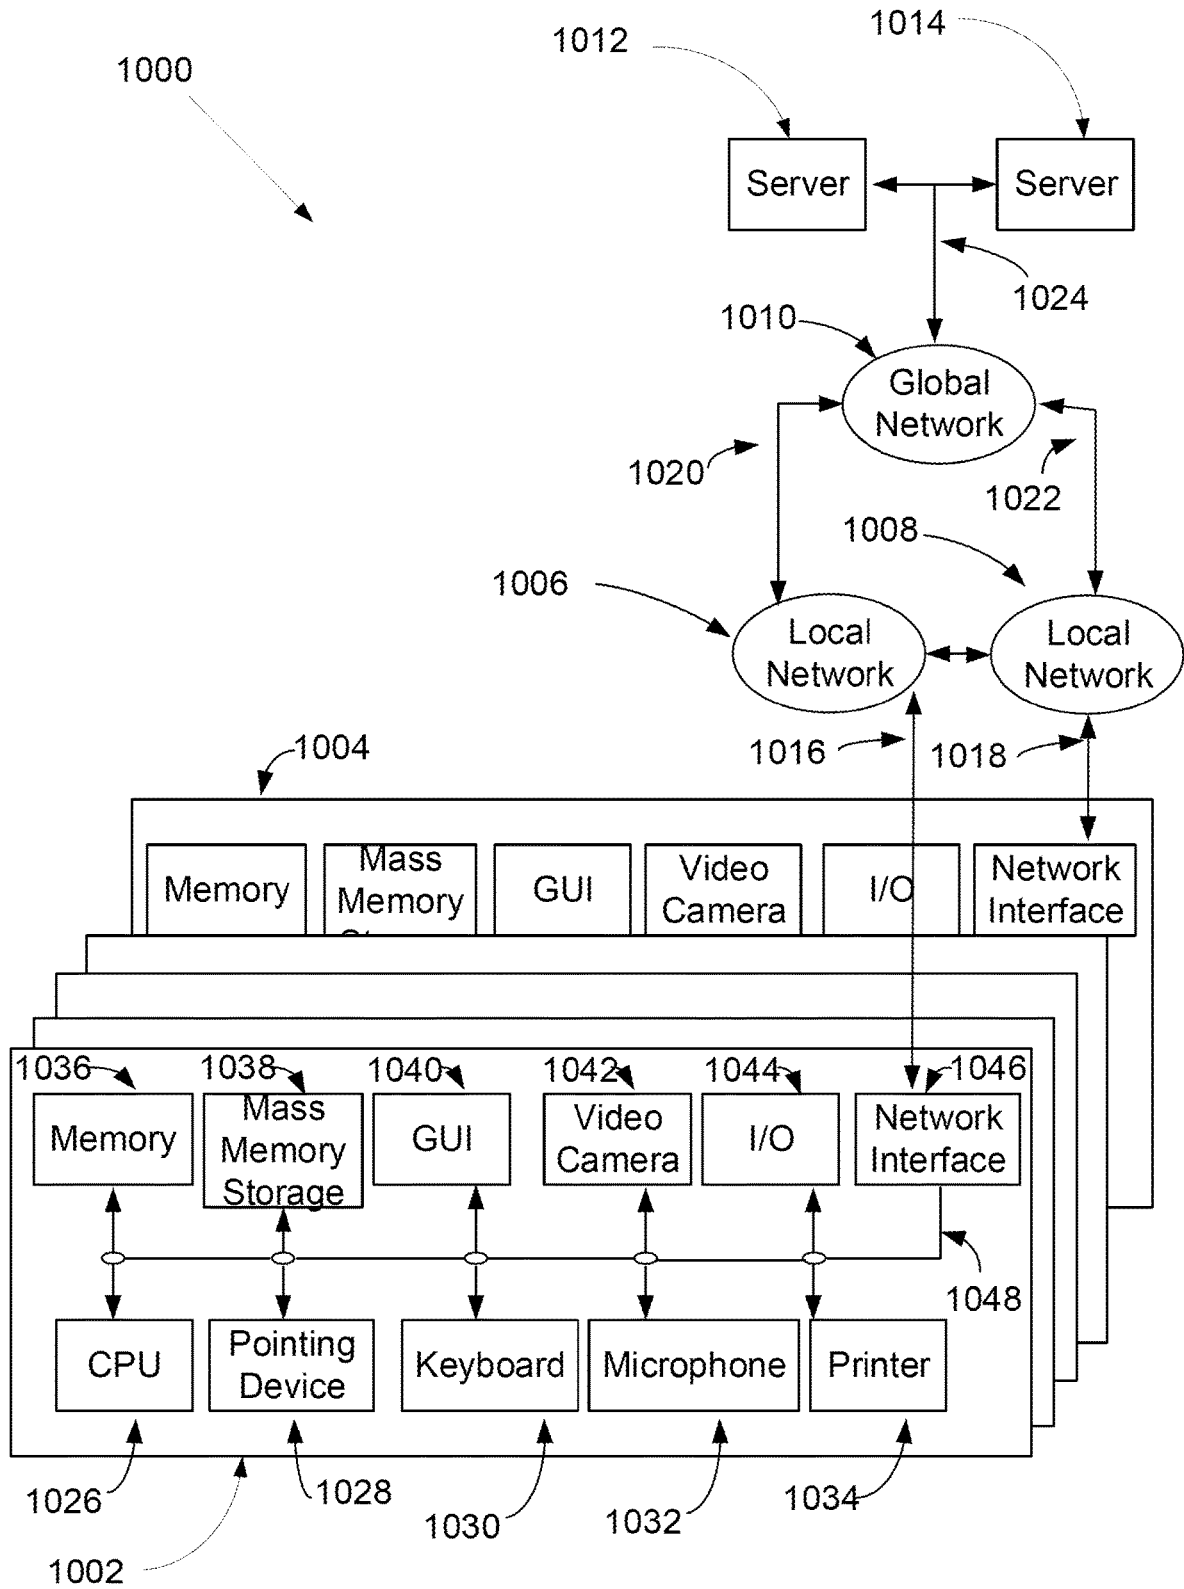 1012
1014
1000
Server
Server
1024
1010
Global
Network
1020
1022
1008
1006
Local
Network
Local
Network
1016
1018
1004
Memory
Mass
Memory
GUI
Video
Camera
I/O
Network
Interface
1036
1038
1040
1042
1044
1046
Memory
Mass
Memory
Storage
GUI
Video
Camera
I/O
Network
Interface
1048
CPU
Pointing
Device
Keyboard
Microphone
Printer
1026
1028
1030
1032
1034
1002